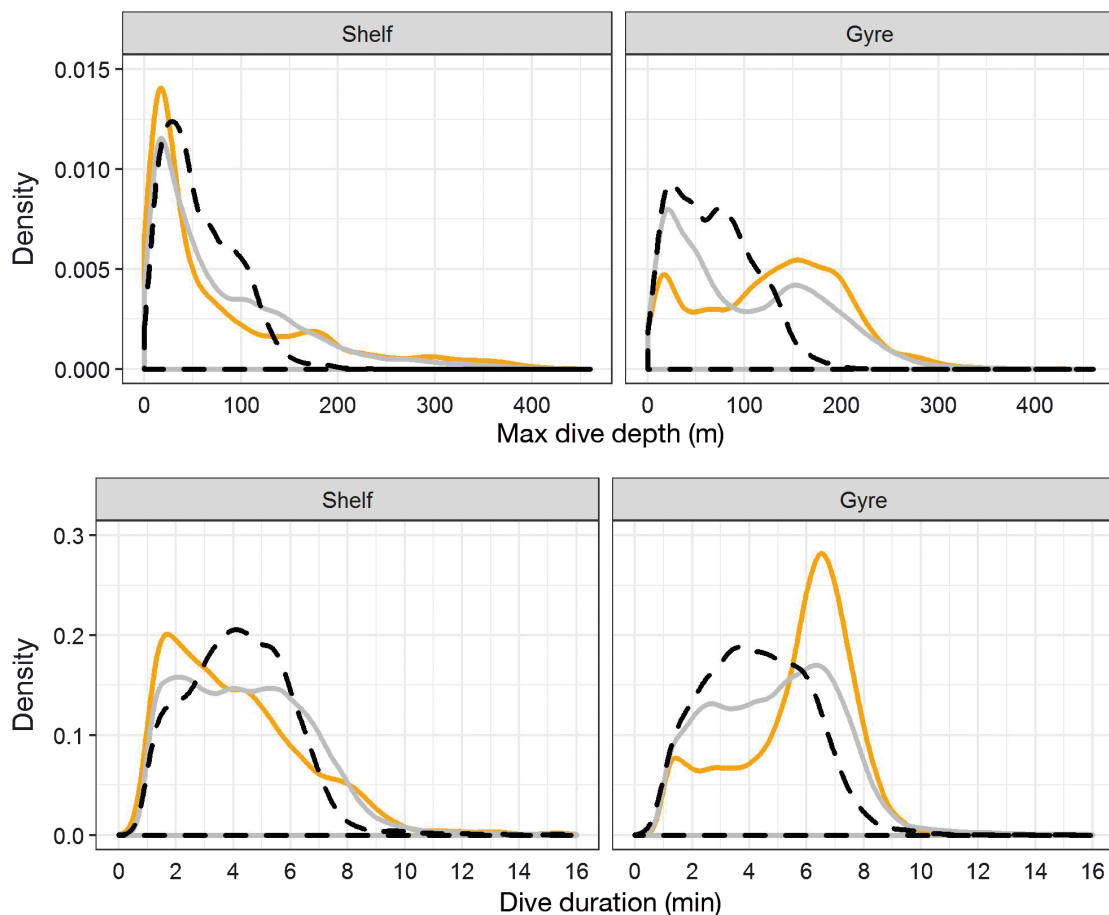 Shelf Gyre
Density
0.015
0.010
0.005
0.000
0 100 200 300 400 0 100 200 300 400
Max dive depth (m)
Shelf Gyre
Density
0.3
0.2
0.1
0.0
0 2 4 6 8 10 12 14 16 0 2 4 6 8 10 12 14 16
Dive duration (min)